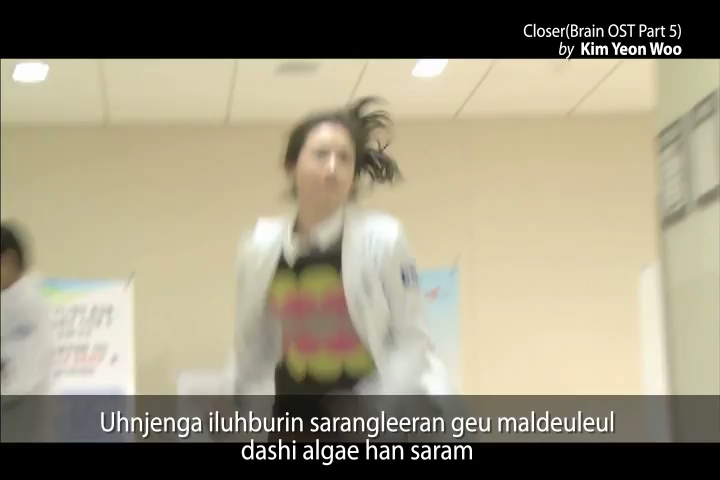 Closer(Brain OST Part 5)
by Kim Yeon Woo
Uhnjenga iluhburin sarangleeran geu maldeuleul
dashi algae han saram